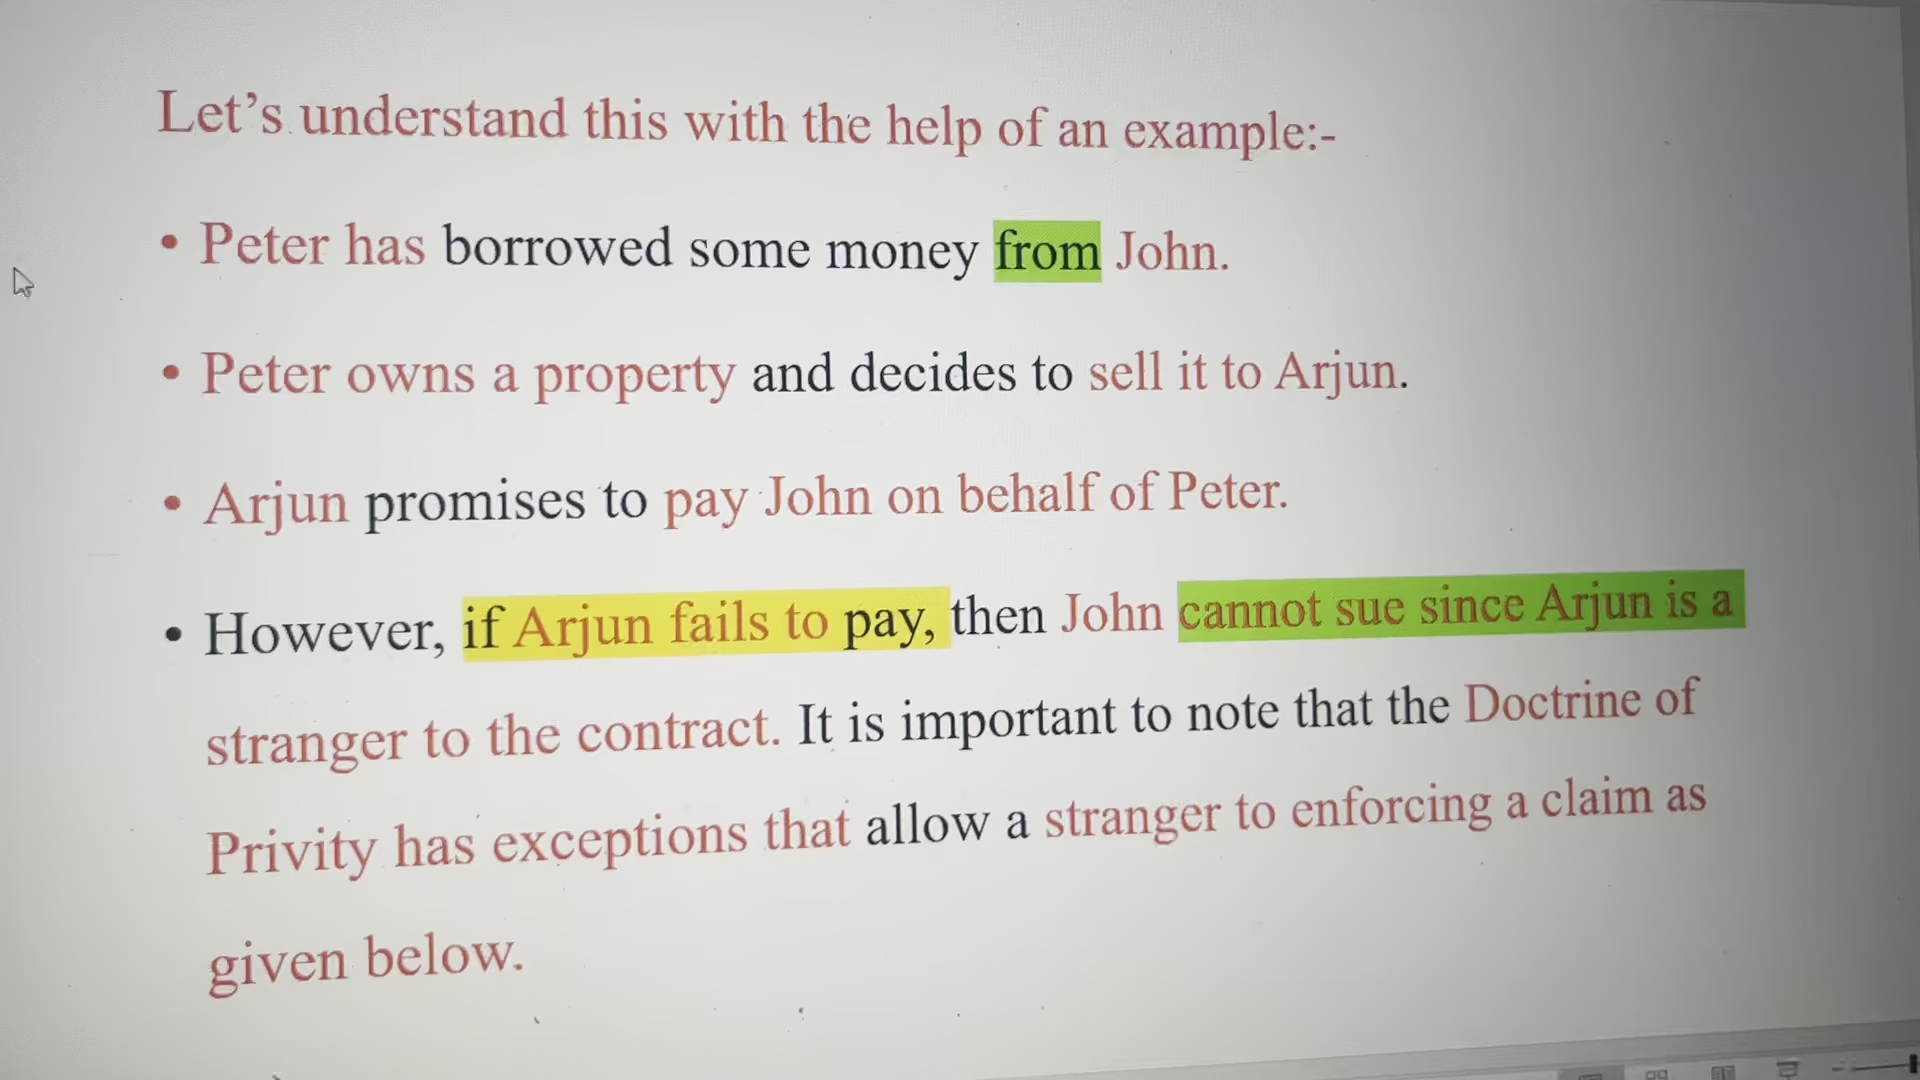 Let's understand this with the help of an example:-
• Peter has borrowed some money from John.
• Peter owns a property and decides to sell it to Arjun.
• Arjun promises to pay John on behalf of Peter.
• However, if Arjun fails to pay, then John cannot sue since Arjun is a
stranger to the contract. It is important to note that the Doctrine of
Privity has exceptions that allow a stranger to enforcing a claim as
given below.